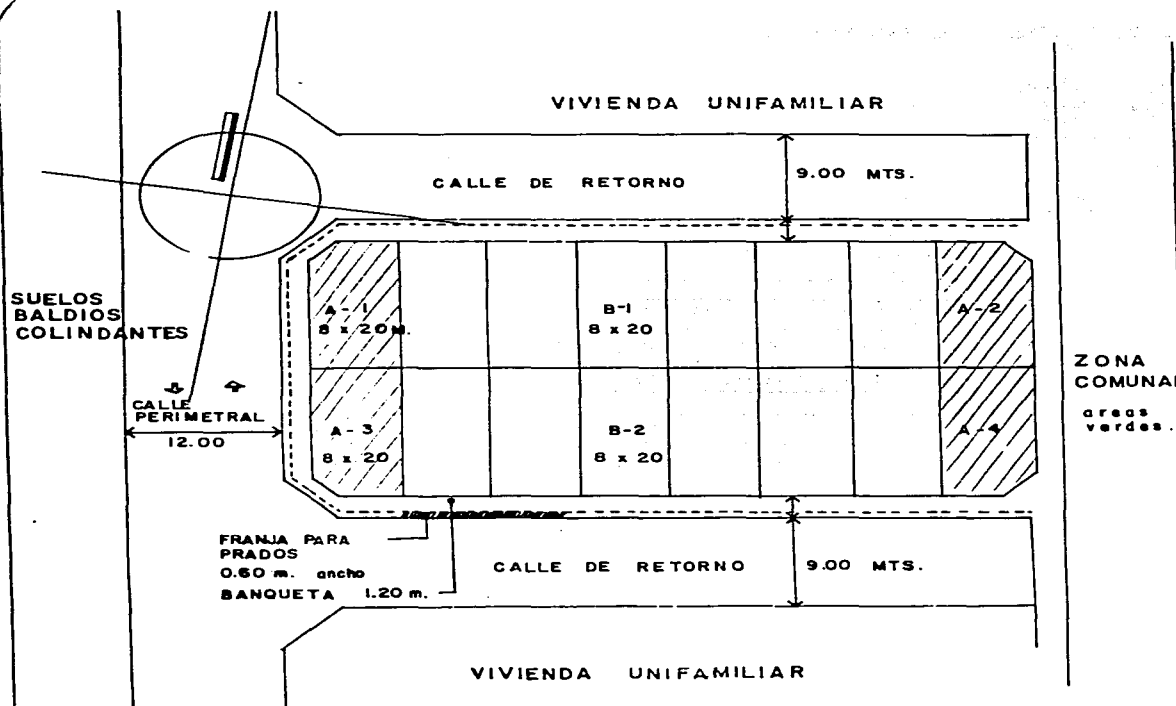 VIVIENDA UNIFAMILIAR
CALLE DE RETORNO
9.00 MTS.
SUELOS
BALDIOS
COLINDANTES
A-1
8 x 20 M.
B-1
8 x 20
A-2
ZONA
COMUNAL
areas
verdes.
CALLE
PERIMETRAL
12.00
A-3
8 x 20
B-2
8 x 20
A-4
FRANJA PARA
PRADOS
0.60 m. ancho
BANQUETA 1.20 m.
CALLE DE RETORNO
9.00 MTS.
VIVIENDA UNIFAMILIAR